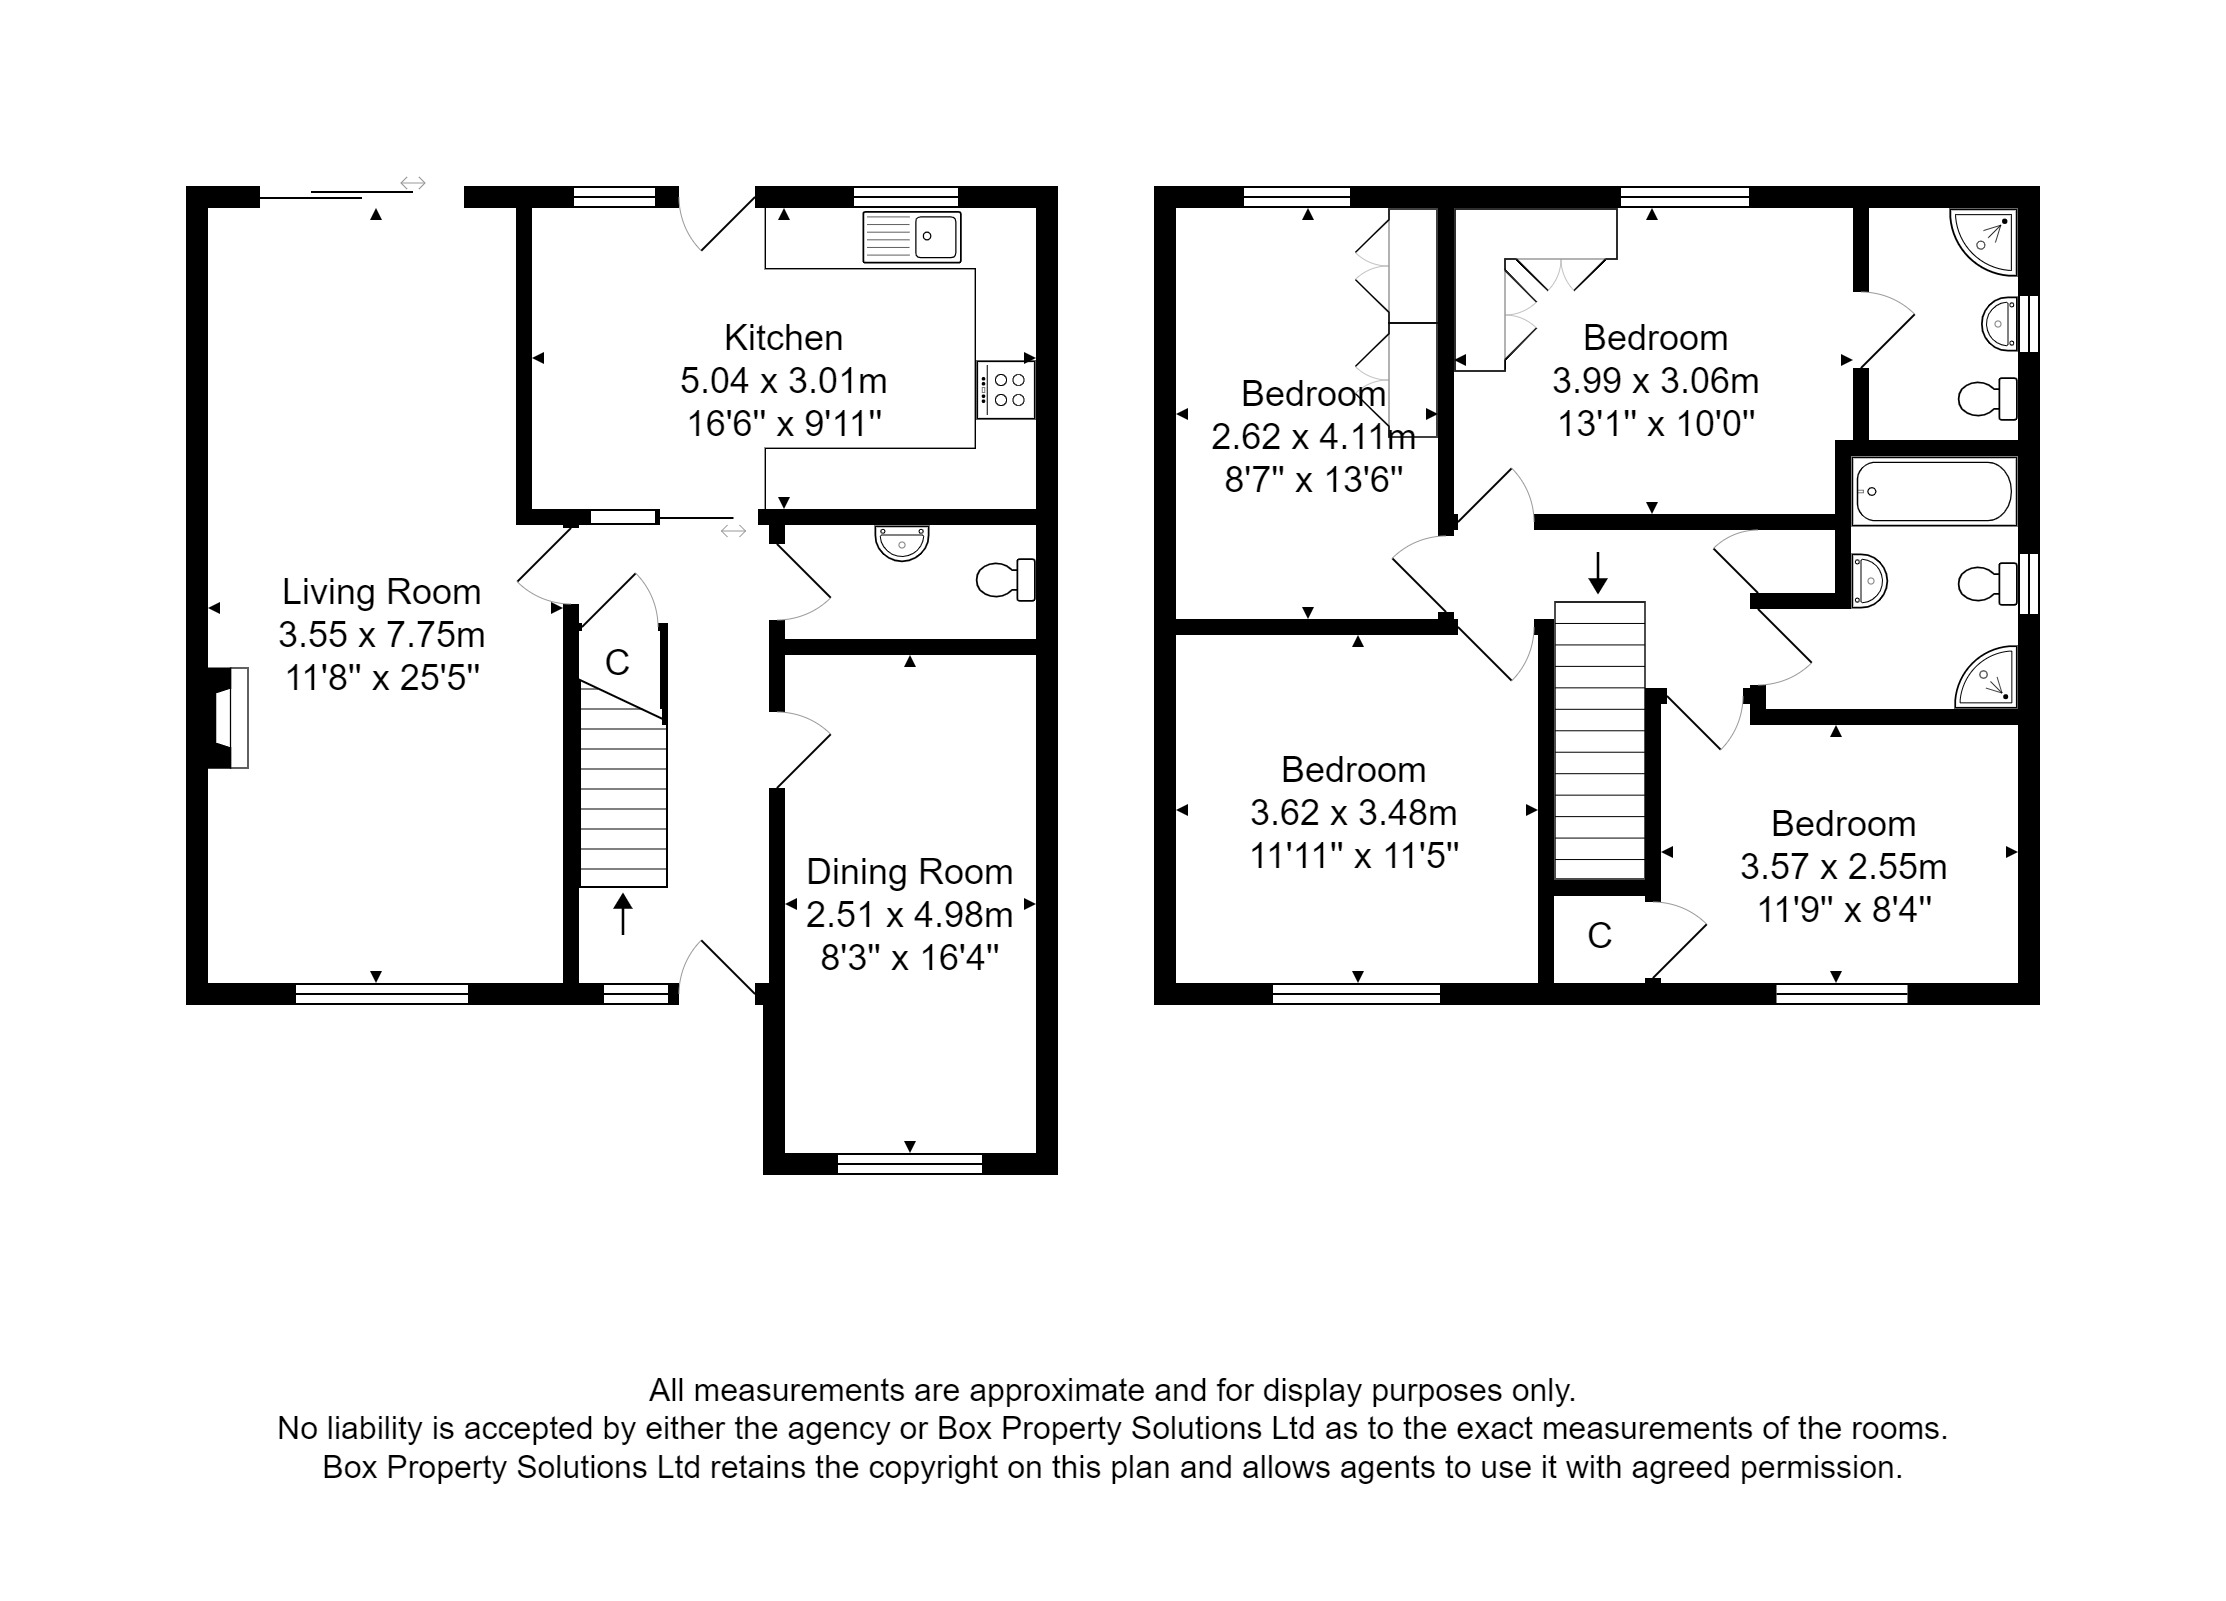 Kitchen
5.04 x 3.01m
16'6" x 9'11"
Living Room
3.55 x 7.75m
11'8" x 25'5"
C
Dining Room
2.51 x 4.98m
8'3" x 16'4"
Bedroom
2.62 x 4.11m
8'7" x 13'6"
Bedroom
3.99 x 3.06m
13'1" x 10'0"
Bedroom
3.62 x 3.48m
11'11" x 11'5"
Bedroom
3.57 x 2.55m
11'9" x 8'4"
C
All measurements are approximate and for display purposes only.
No liability is accepted by either the agency or Box Property Solutions Ltd as to the exact measurements of the rooms.
Box Property Solutions Ltd retains the copyright on this plan and allows agents to use it with agreed permission.